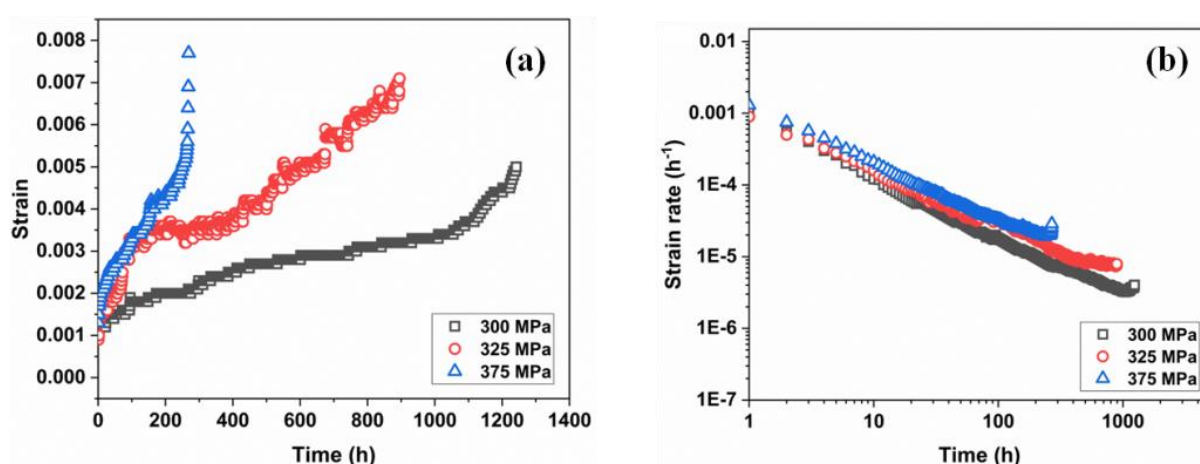 (a)
Strain
0.008
0.007
0.006
0.005
0.004
0.003
0.002
0.001
0.000
300 MPa
325 MPa
375 MPa
0 200 400 600 800 1000 1200 1400
Time (h)
(b)
Strain rate (h⁻¹)
0.01
0.001
1E-4
1E-5
1E-6
1E-7
300 MPa
325 MPa
375 MPa
1 10 100 1000
Time (h)